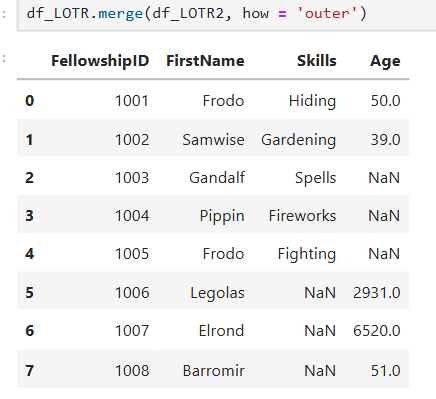 df_LOTR.merge(df_LOTR2, how = 'outer')
FellowshipID FirstName Skills Age
0 1001 Frodo Hiding 50.0
1 1002 Samwise Gardening 39.0
2 1003 Gandalf Spells NaN
3 1004 Pippin Fireworks NaN
4 1005 Frodo Fighting NaN
5 1006 Legolas NaN 2931.0
6 1007 Elrond NaN 6520.0
7 1008 Barromir NaN 51.0